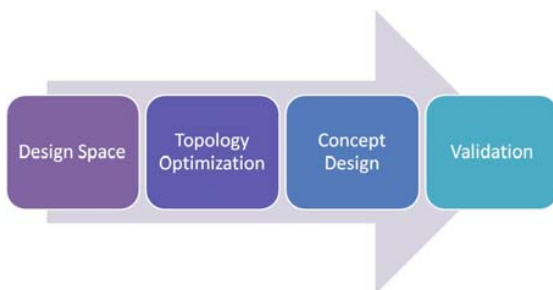 Design Space
Topology
Optimization
Concept
Design
Validation